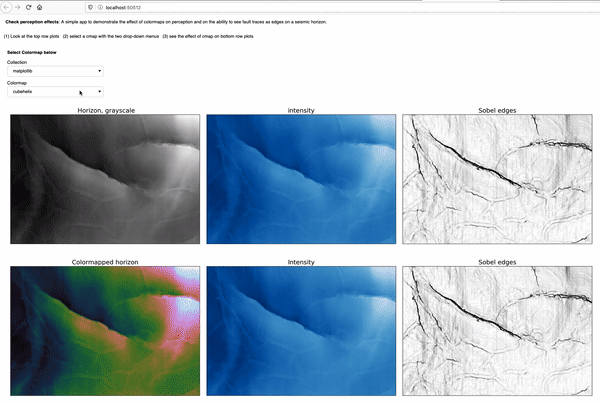 localhost:50512
Check perception effects: A simple app to demonstrate the effect of colormaps on perception and on the ability to see fault traces as edges on a seismic horizon.
(1) Look at the top row plots (2) select a cmap with the two drop-down menus (3) see the effect of cmap on bottom row plots
Select Colormap below
Collection
matplotlib
Colormap
cubehelix
Horizon, grayscale intensity Sobel edges
Colormapped horizon Intensity Sobel edges